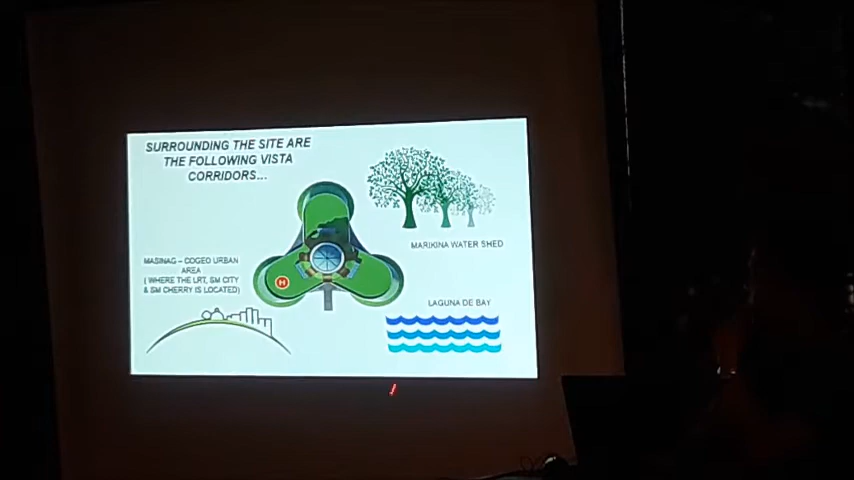 SURROUNDING THE SITE ARE
THE FOLLOWING VISTA
CORRIDORS...
MARIKINA WATER SHED
MASINAG – COGEO URBAN
AREA
( WHERE THE LRT, SM CITY
& SM CHERRY IS LOCATED)
H
LAGUNA DE BAY